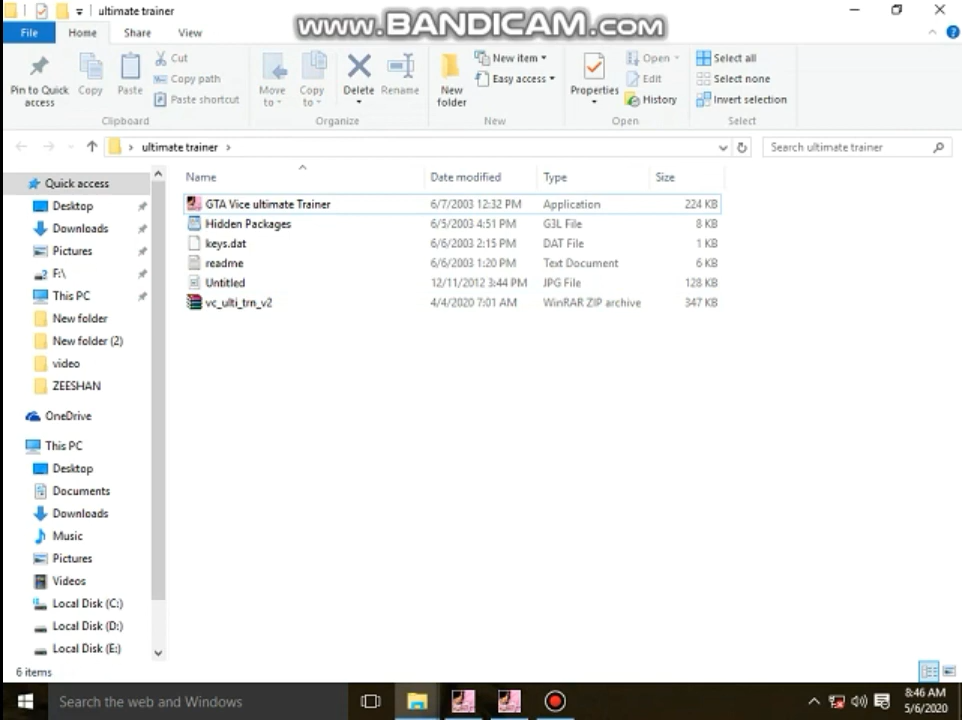 ultimate trainer
www.BANDICAM.com
File
Home
Share
View
Pin to Quick access
Copy
Paste
Cut
Copy path
Paste shortcut
Clipboard
Move to
Copy to
Delete
Rename
Organize
New folder
New item
Easy access
New
Properties
Open
Edit
History
Open
Select all
Select none
Invert selection
Select
ultimate trainer
Search ultimate trainer
Name
Date modified
Type
Size
GTA Vice ultimate Trainer 6/7/2003 12:32 PM Application 224 KB
Hidden Packages 6/5/2003 4:51 PM G3L File 8 KB
keys.dat 6/6/2003 2:15 PM DAT File 1 KB
readme 6/6/2003 1:20 PM Text Document 6 KB
Untitled 12/11/2012 3:44 PM JPG File 128 KB
vc_ulti_trn_v2 4/4/2020 7:01 AM WinRAR ZIP archive 347 KB
Quick access
Desktop
Downloads
Pictures
F:\
This PC
New folder
New folder (2)
video
ZEESHAN
OneDrive
This PC
Desktop
Documents
Downloads
Music
Pictures
Videos
Local Disk (C:)
Local Disk (D:)
Local Disk (E:)
6 items
Search the web and Windows
8:46 AM
5/6/2020